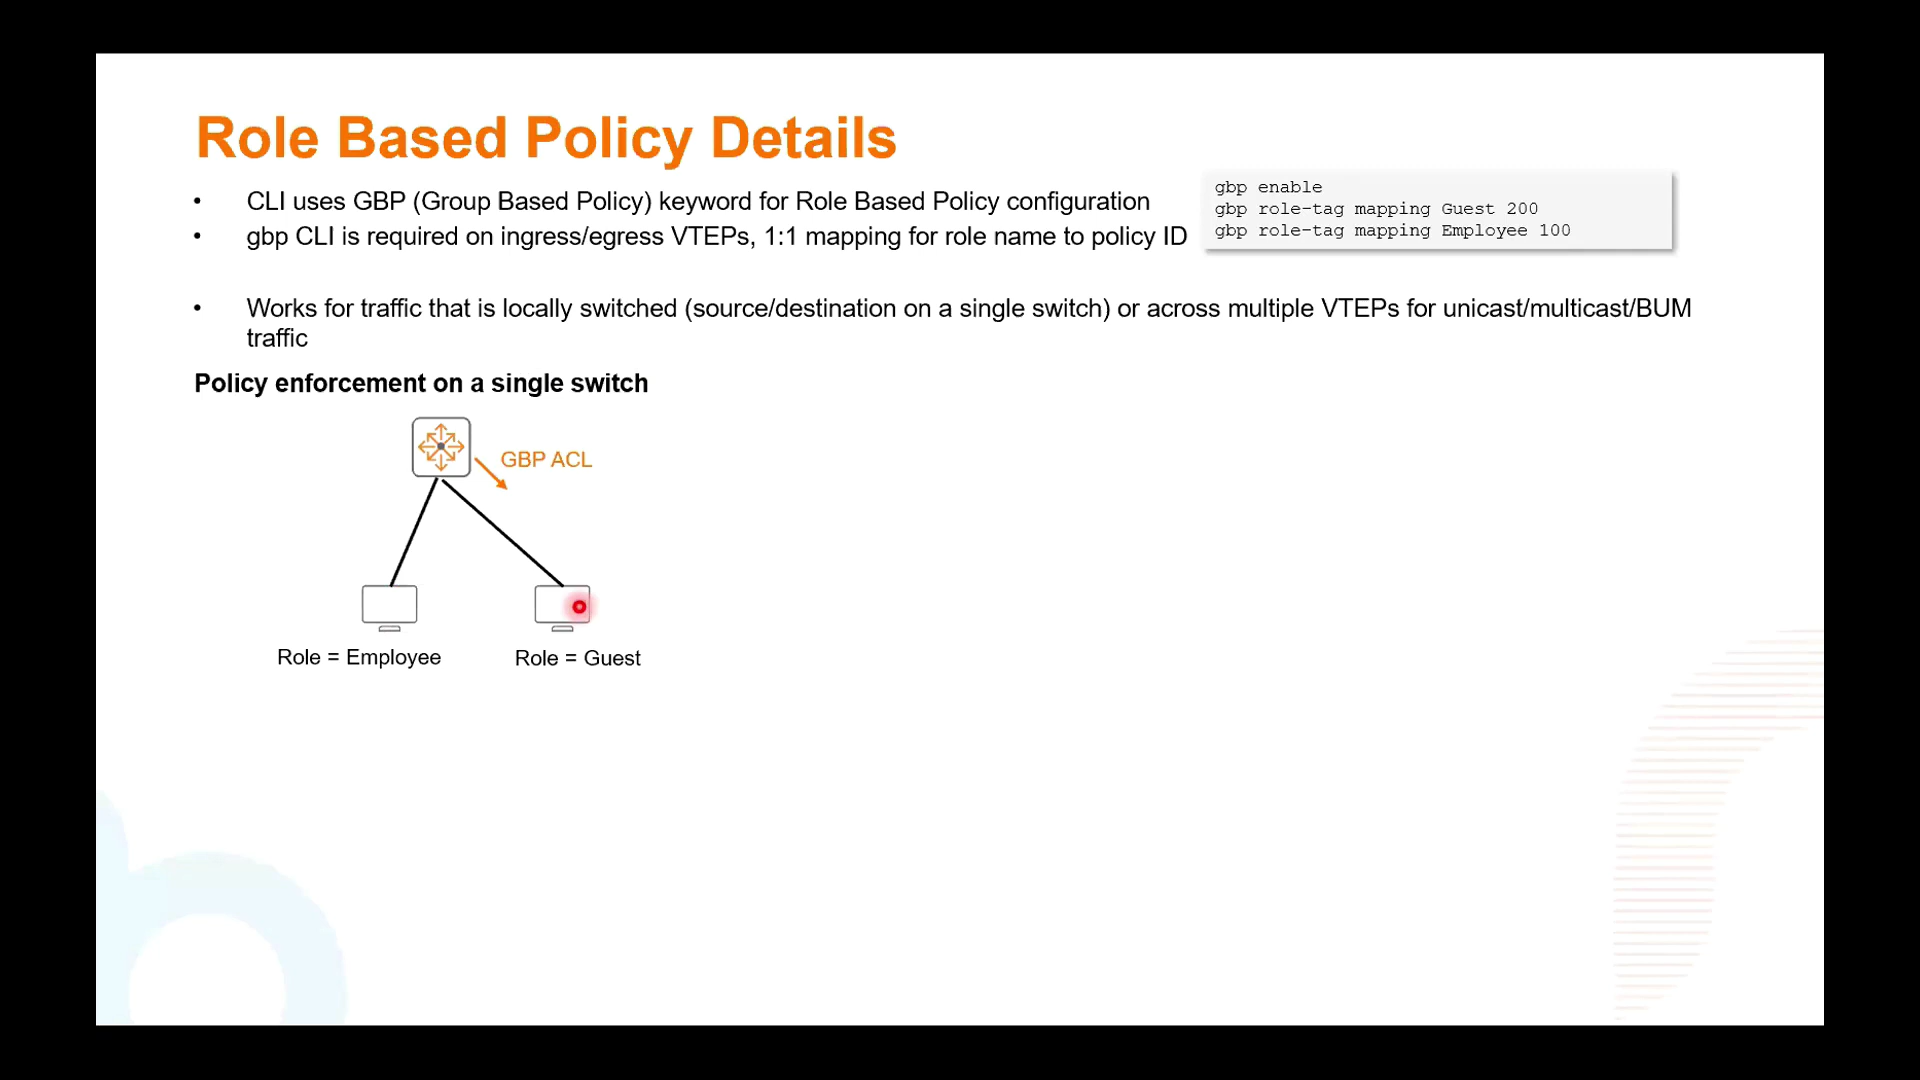 Role Based Policy Details
• CLI uses GBP (Group Based Policy) keyword for Role Based Policy configuration
• gbp CLI is required on ingress/egress VTEPs, 1:1 mapping for role name to policy ID
gbp enable
gbp role-tag mapping Guest 200
gbp role-tag mapping Employee 100
• Works for traffic that is locally switched (source/destination on a single switch) or across multiple VTEPs for unicast/multicast/BUM
traffic
Policy enforcement on a single switch
GBP ACL
Role = Employee
Role = Guest